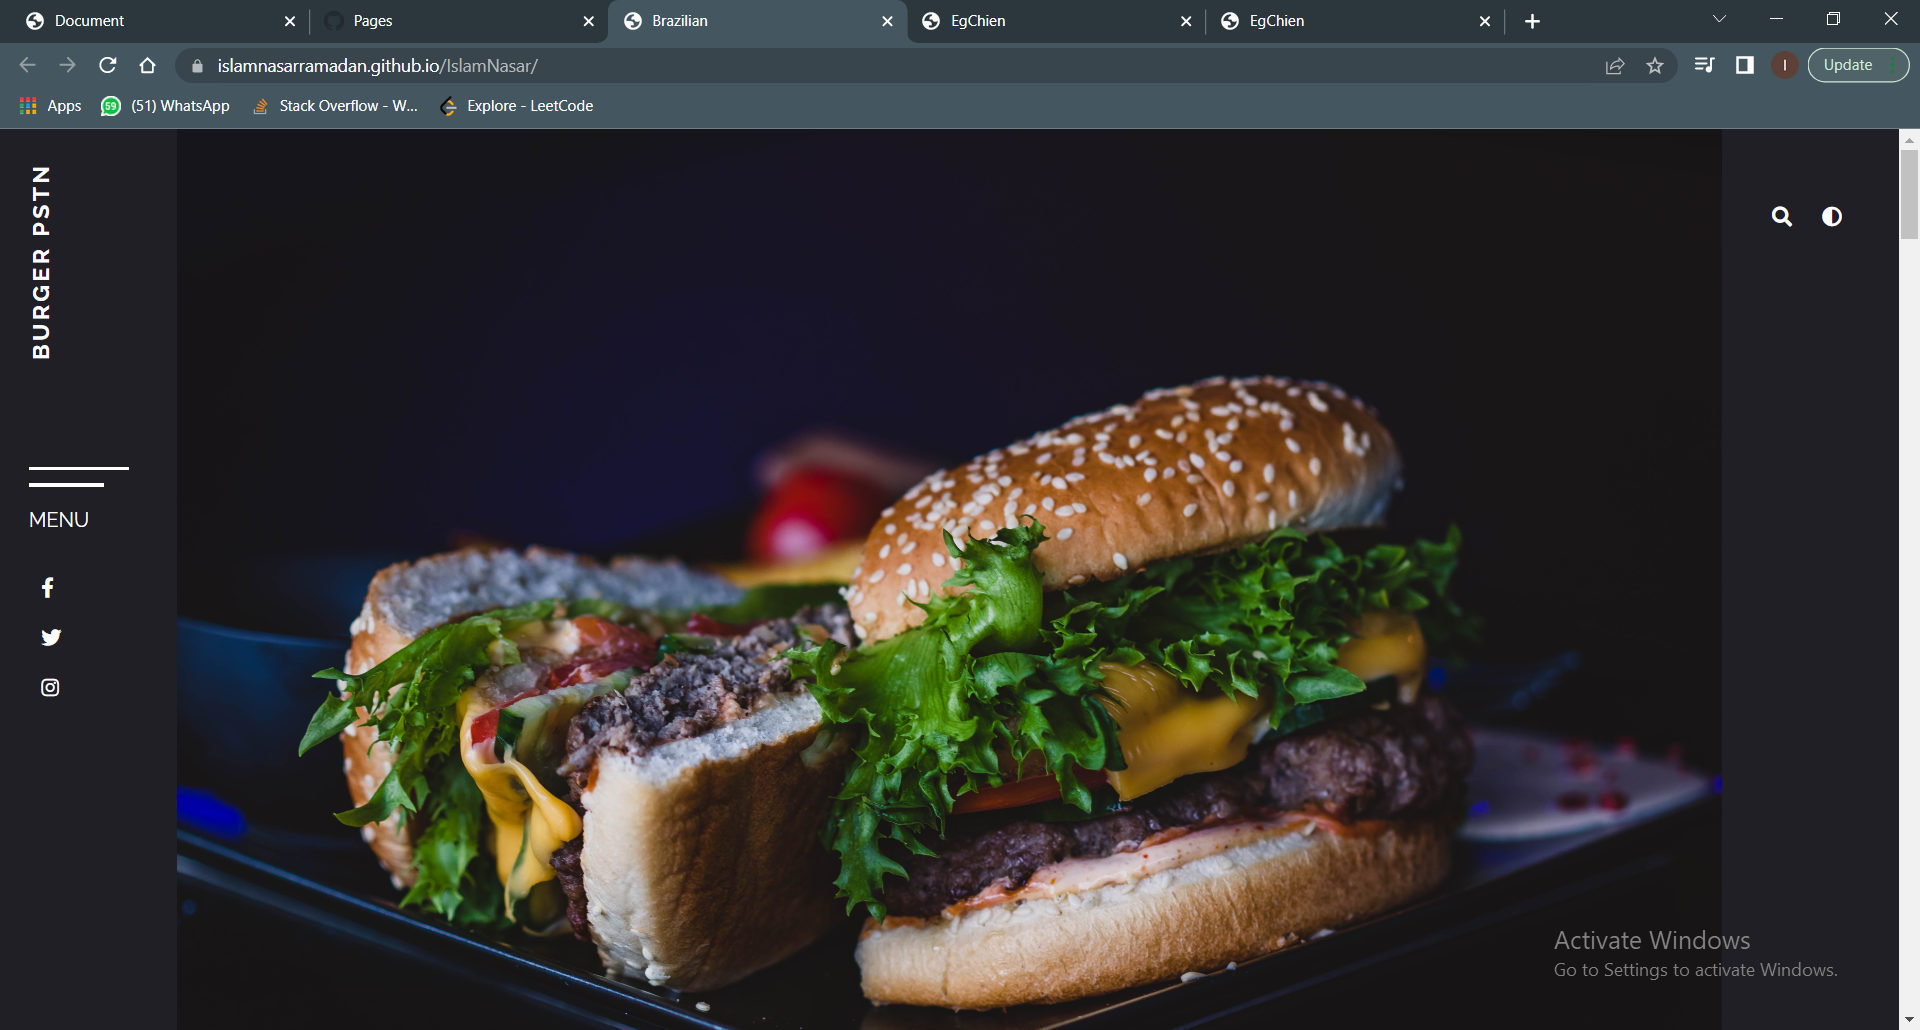 Document
Pages
Brazilian
EgChien
EgChien
islamnasarramadan.github.io/IslamNasar/
I
Update
Apps
59
(51) WhatsApp
Stack Overflow - W...
Explore - LeetCode
BURGER PSTN
MENU
Activate Windows
Go to Settings to activate Windows.